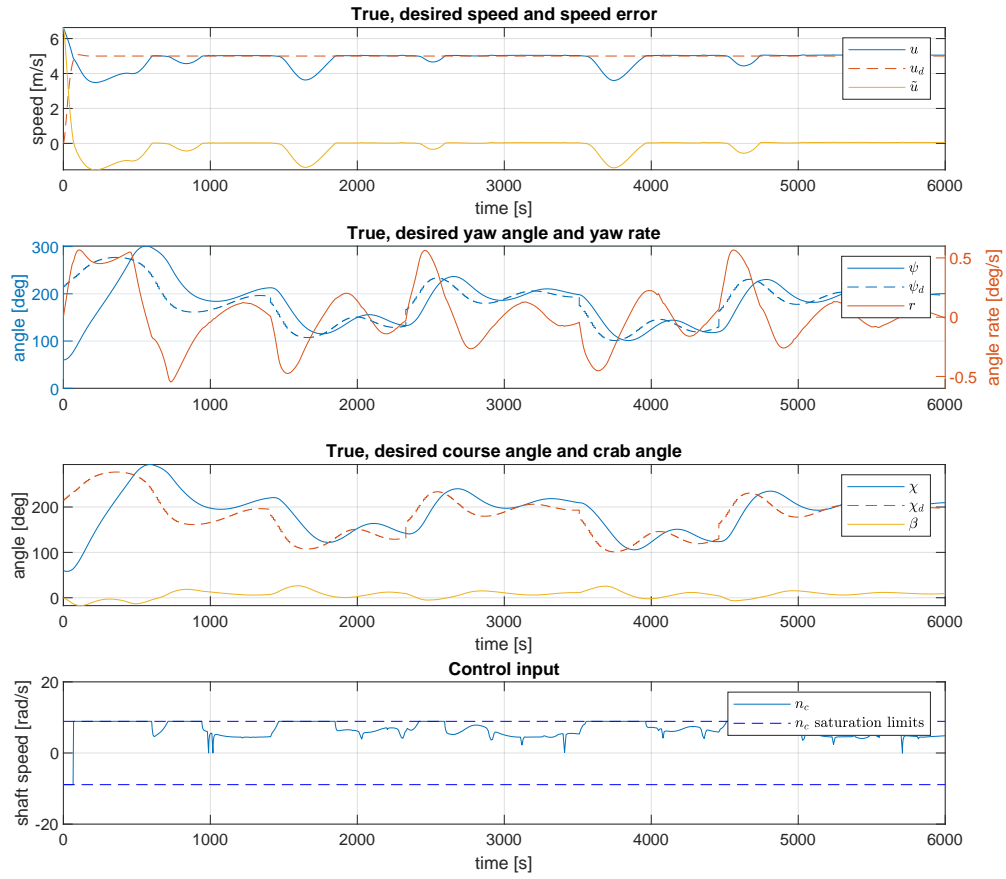 True, desired speed and speed error
speed [m/s]
6
4
2
0
0 1000 2000 3000 4000 5000 6000
time [s]
u
u_d
ũ
True, desired yaw angle and yaw rate
angle [deg]
300
200
100
0
0 1000 2000 3000 4000 5000 6000
0.5
0
-0.5
angle rate [deg/s]
ψ
ψ_d
r
True, desired course angle and crab angle
angle [deg]
200
100
0
0 1000 2000 3000 4000 5000 6000
time [s]
χ
χ_d
β
Control input
shaft speed [rad/s]
20
0
-20
0 1000 2000 3000 4000 5000 6000
time [s]
n_c
n_c saturation limits